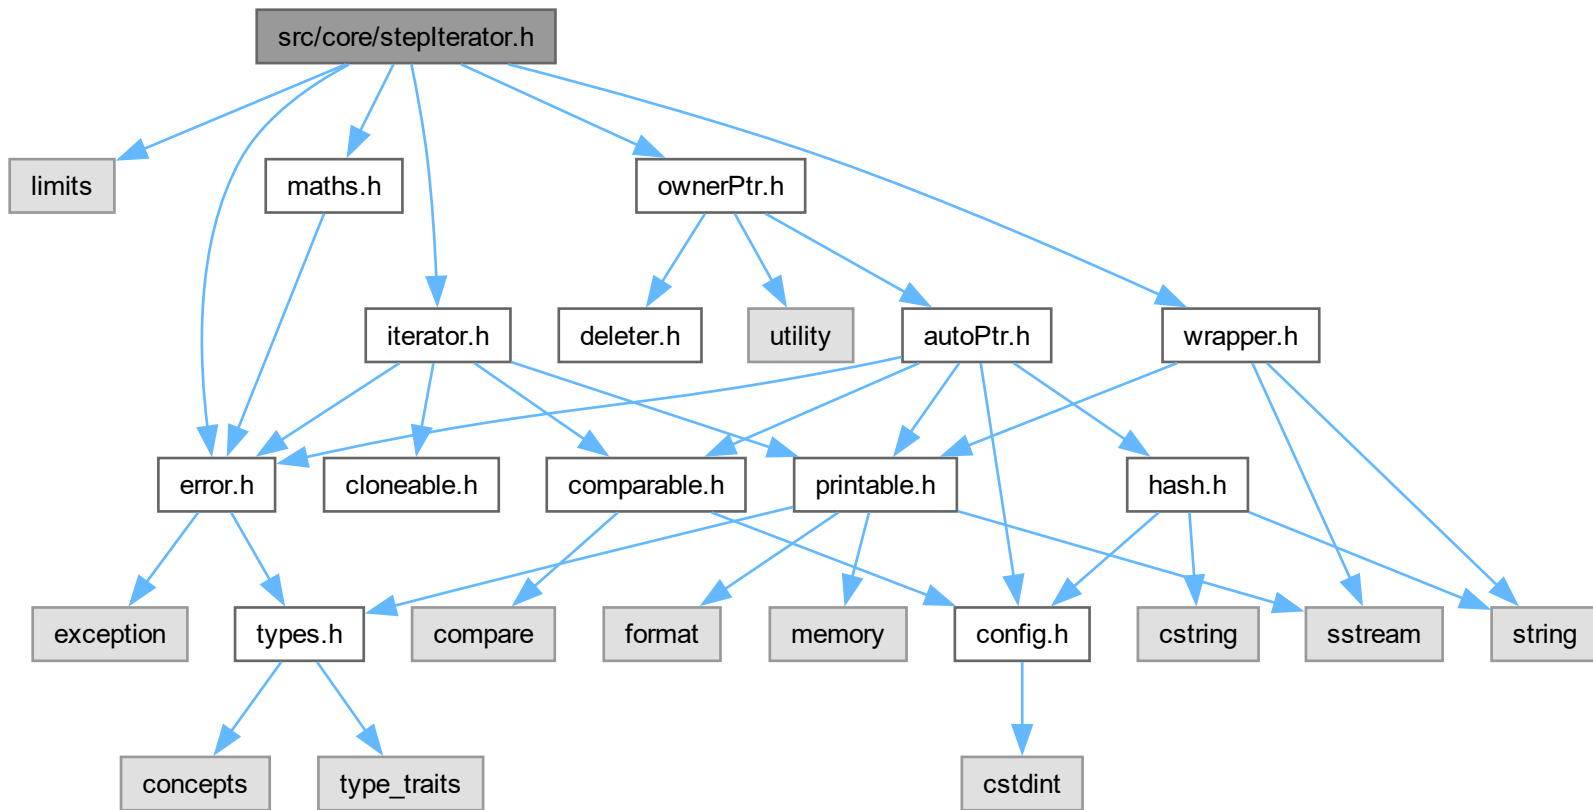 src/core/stepIterator.h
limits
maths.h
ownerPtr.h
iterator.h
deleter.h
utility
autoPtr.h
wrapper.h
error.h
cloneable.h
comparable.h
printable.h
hash.h
exception
types.h
compare
format
memory
config.h
cstring
sstream
string
concepts
type_traits
cstdint